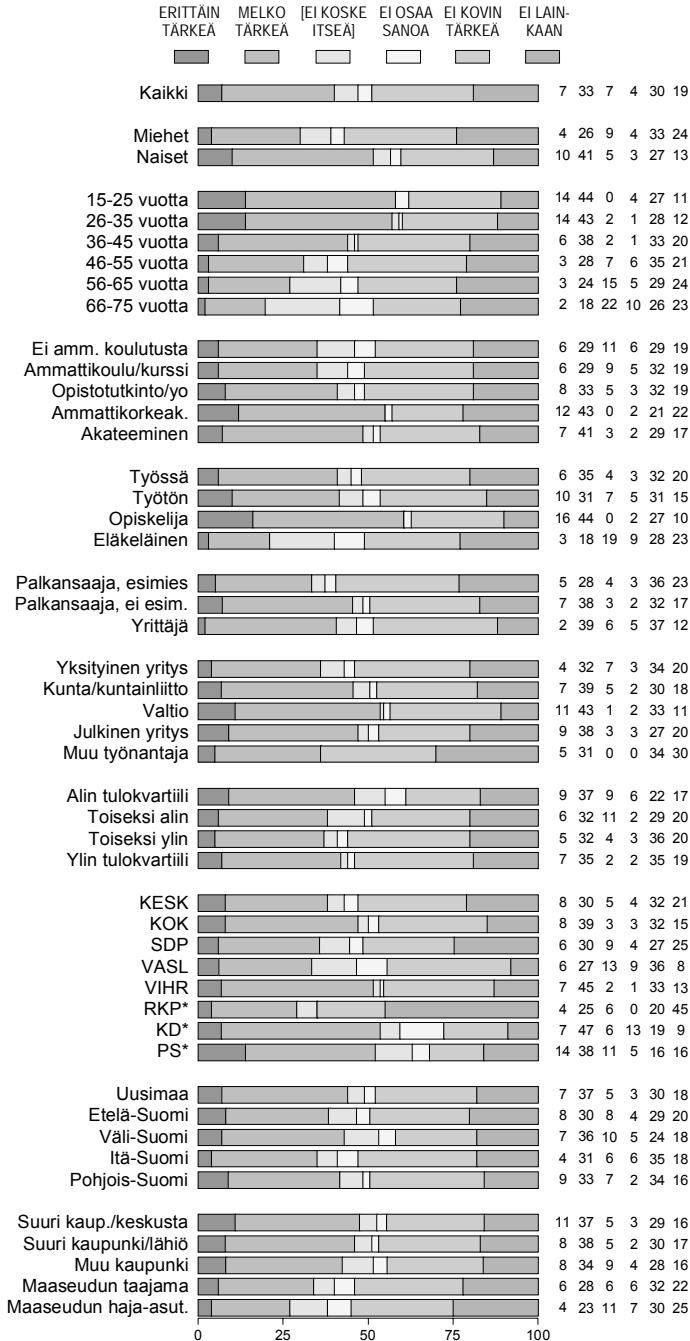 ERITTÄIN MELKO [EI KOSKE EI OSAA EI KOVIN EI LAIN-
TÄRKEÄ TÄRKEÄ ITSEÄ] SANOA TÄRKEÄ KAAN
Kaikki 7 33 7 4 30 19
Miehet 4 26 9 4 33 24
Naiset 10 41 5 3 27 13
15-25 vuotta 14 44 0 4 27 11
26-35 vuotta 14 43 2 1 28 12
36-45 vuotta 6 38 2 1 33 20
46-55 vuotta 3 28 7 6 35 21
56-65 vuotta 3 24 15 5 29 24
66-75 vuotta 2 18 22 10 26 23
Ei amm. koulutusta 6 29 11 6 29 19
Ammattikoulu/kurssi 6 29 9 5 32 19
Opistotutkinto/yo 8 33 5 3 32 19
Ammattikorkeak. 12 43 0 2 21 22
Akateeminen 7 41 3 2 29 17
Työssä 6 35 4 3 32 20
Työtön 10 31 7 5 31 15
Opiskelija 16 44 0 2 27 10
Eläkeläinen 3 18 19 9 28 23
Palkansaaja, esimies 5 28 4 3 36 23
Palkansaaja, ei esim. 7 38 3 2 32 17
Yrittäjä 2 39 6 5 37 12
Yksityinen yritys 4 32 7 3 34 20
Kunta/kuntainliitto 7 39 5 2 30 18
Valtio 11 43 1 2 33 11
Julkinen yritys 9 38 3 3 27 20
Muu työnantaja 5 31 0 0 34 30
Alin tulokvartiili 9 37 9 6 22 17
Toiseksi alin 6 32 11 2 29 20
Toiseksi ylin 5 32 4 3 36 20
Ylin tulokvartiili 7 35 2 2 35 19
KESK 8 30 5 4 32 21
KOK 8 39 3 3 32 15
SDP 6 30 9 4 27 25
VASL 6 27 13 9 36 8
VIHR 7 45 2 1 33 13
RKP* 4 25 6 0 20 45
KD* 7 47 6 13 19 9
PS* 14 38 11 5 16 16
Uusimaa 7 37 5 3 30 18
Etelä-Suomi 8 30 8 4 29 20
Väli-Suomi 7 36 10 5 24 18
Itä-Suomi 4 31 6 6 35 18
Pohjois-Suomi 9 33 7 2 34 16
Suuri kaup./keskusta 11 37 5 3 29 16
Suuri kaupunki/lähiö 8 38 5 2 30 17
Muu kaupunki 8 34 9 4 28 16
Maaseudun taajama 6 28 6 6 32 22
Maaseudun haja-asut. 4 23 11 7 30 25
0 25 50 75 100